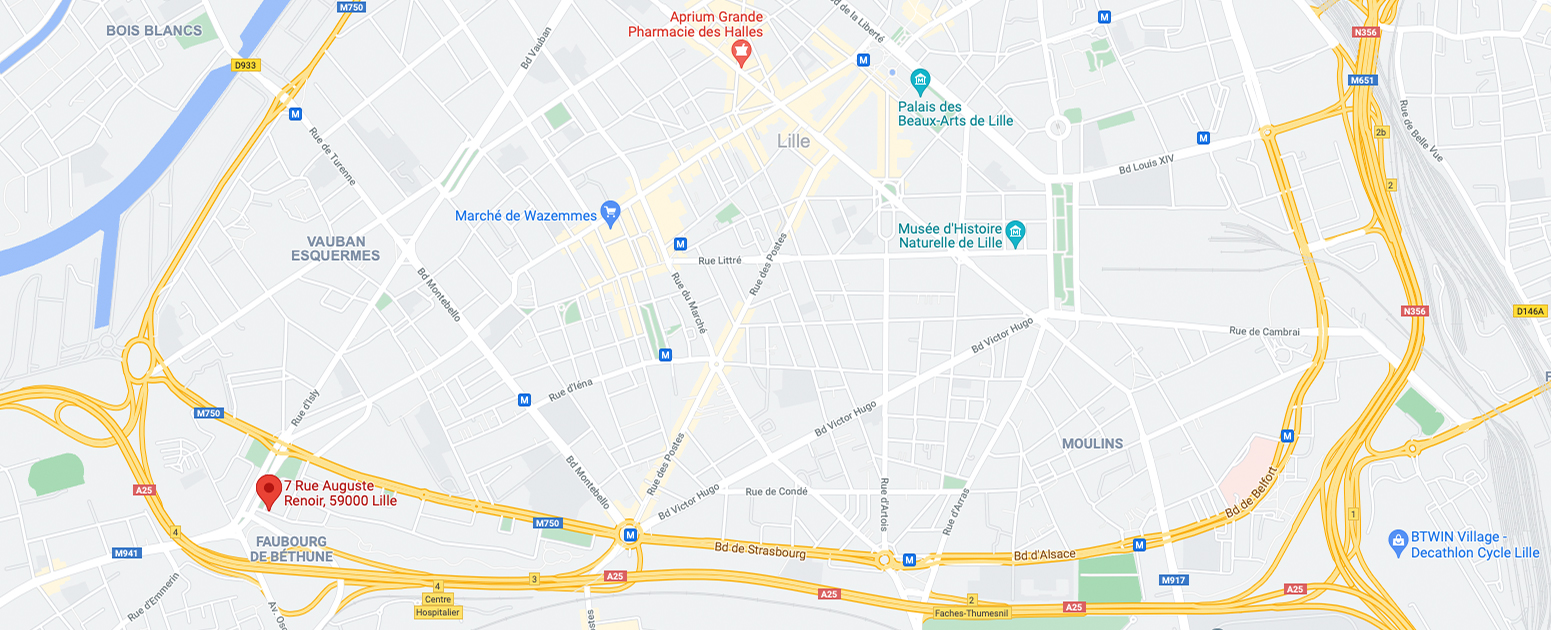 M750
BOIS BLANCS
Bd Vauban
Aprium Grande
Pharmacie des Halles
d de la Liberté
M
M
N356
D933
M
M651
Palais des
Beaux-Arts de Lille
Rue de Turenne
Lille
M
2b
Rue de Belle Vue
Bd Louis XIV
2
Marché de Wazemmes
VAUBAN
ESQUERMES
M
Musée d'Histoire
Naturelle de Lille
Rue Littré
Rue des Postes
Bd Montebello
Rue du Marché
N356
D146A
Bd Victor Hugo
Rue de Cambrai
M
Rue d'Iéna
M
M750
Rue d'Isly
Bd Victor Hugo
MOULINS
M
A25
7 Rue Auguste
Renoir, 59000 Lille
Bd Montebello
Rue des Postes
Bd Victor Hugo
Rue de Condé
Rue d'Artois
Rue d'Arras
Bd de Belfort
1
4
M750
M
FAUBOURG
DE BÉTHUNE
M941
Bd de Strasbourg
M
Bd d'Alsace
M
BTWIN Village -
Decathlon Cycle Lille
Rue d'Emmerin
Av. Osc
4
Centre
Hospitalier
3
A25
stes
A25
2
Faches-Thumesnil
A25
M917
A25